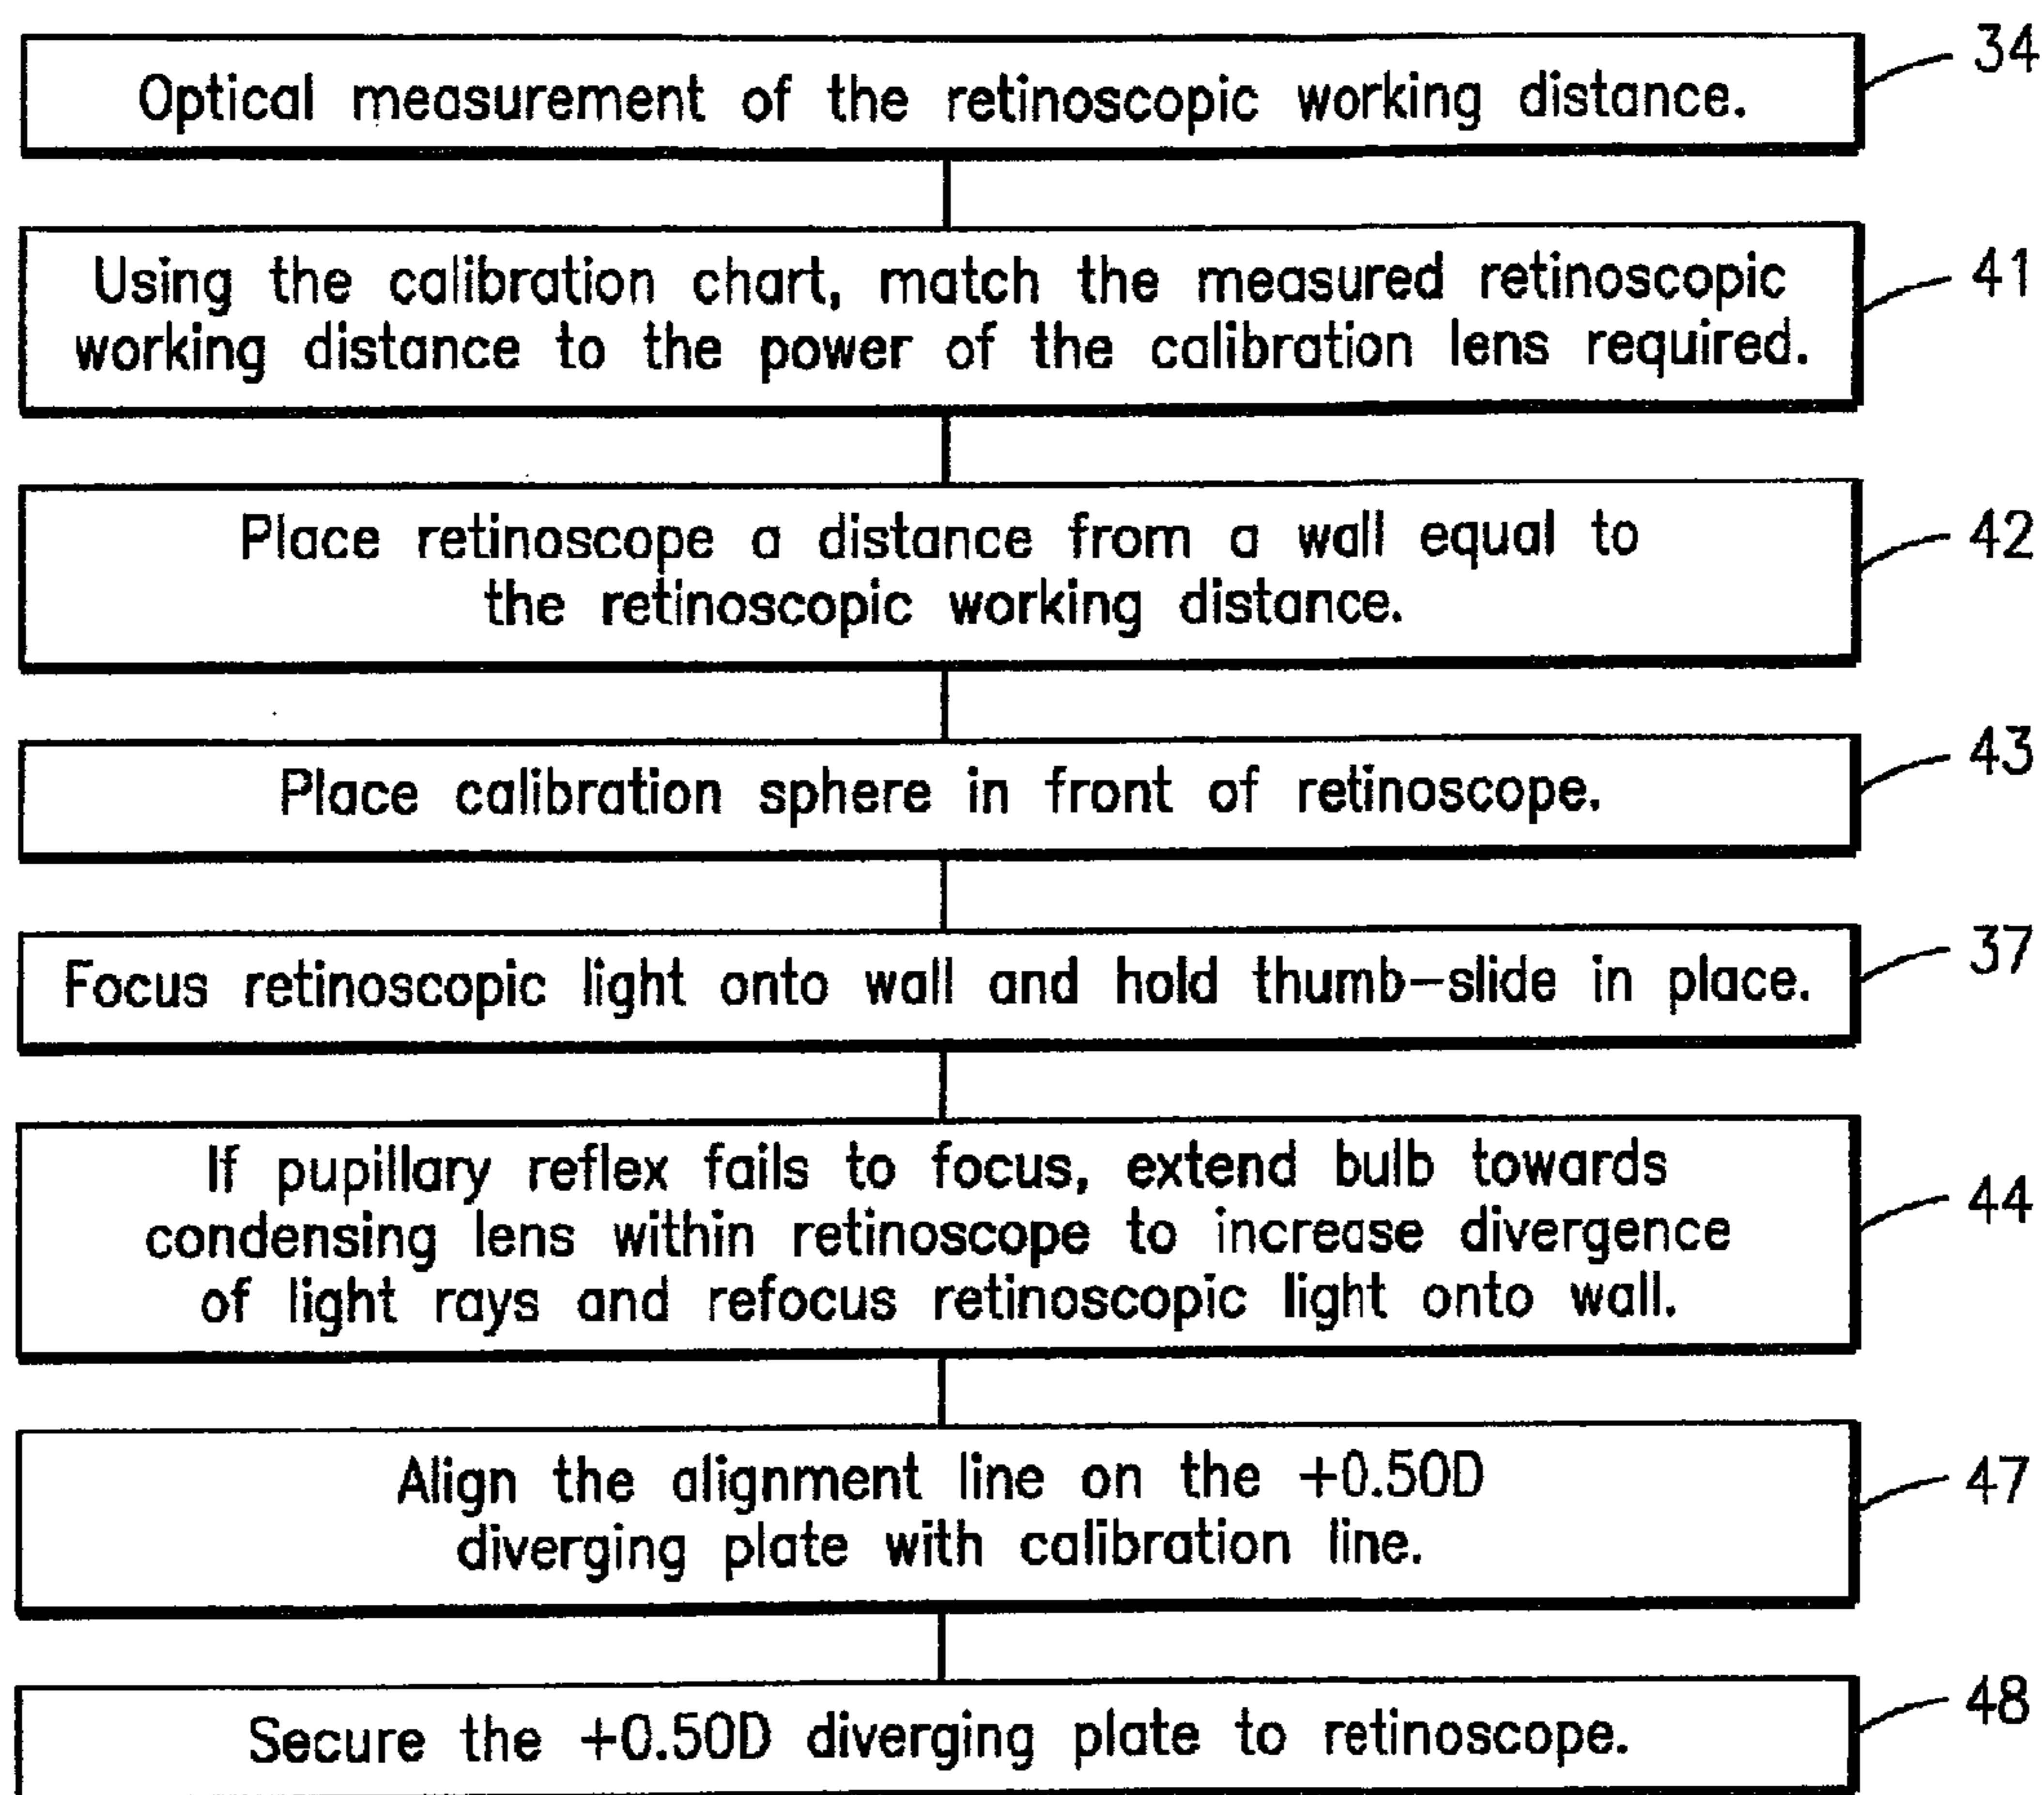 34
Optical measurement of the retinoscopic working distance.
41
Using the calibration chart, match the measured retinoscopic
working distance to the power of the calibration lens required.
42
Place retinoscope a distance from a wall equal to
the retinoscopic working distance.
43
Place calibration sphere in front of retinoscope.
37
Focus retinoscopic light onto wall and hold thumb-slide in place.
44
If pupillary reflex fails to focus, extend bulb towards
condensing lens within retinoscope to increase divergence
of light rays and refocus retinoscopic light onto wall.
47
Align the alignment line on the +0.50D
diverging plate with calibration line.
48
Secure the +0.50D diverging plate to retinoscope.